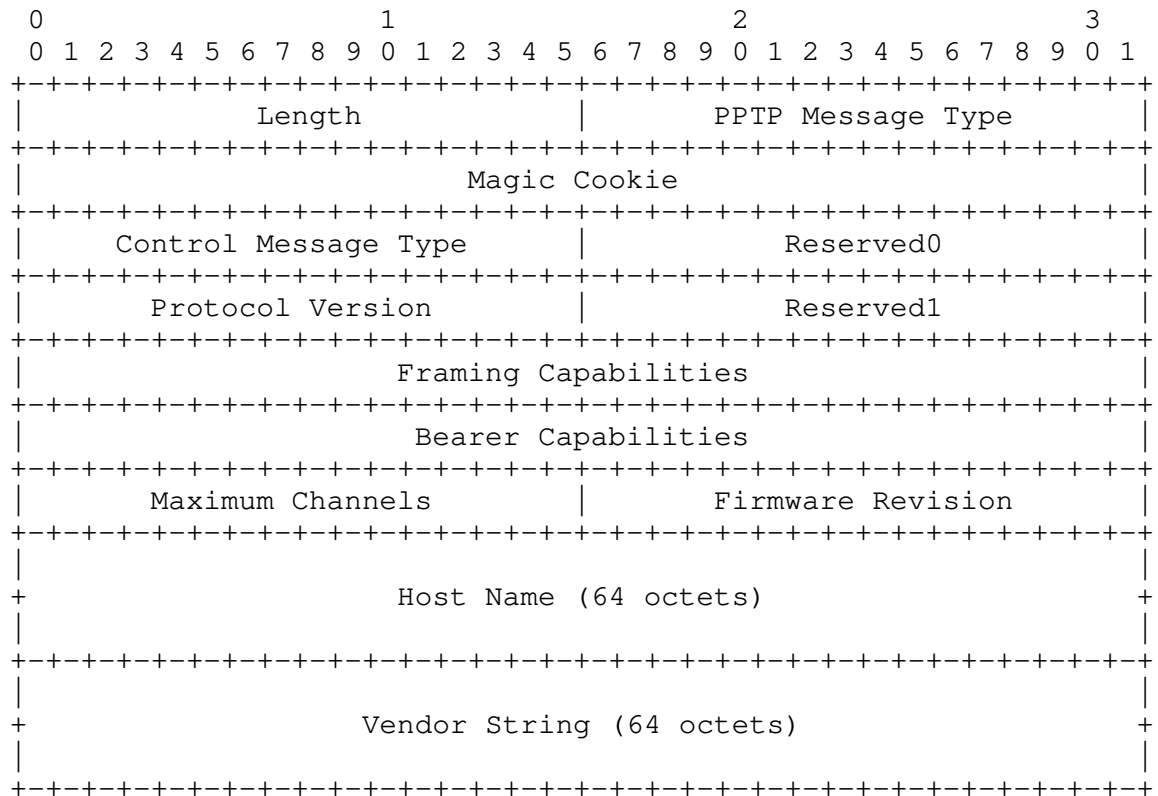 0                   1                   2                   3
 0 1 2 3 4 5 6 7 8 9 0 1 2 3 4 5 6 7 8 9 0 1 2 3 4 5 6 7 8 9 0 1
+-+-+-+-+-+-+-+-+-+-+-+-+-+-+-+-+-+-+-+-+-+-+-+-+-+-+-+-+-+-+-+-+
|             Length            |       PPTP Message Type       |
+-+-+-+-+-+-+-+-+-+-+-+-+-+-+-+-+-+-+-+-+-+-+-+-+-+-+-+-+-+-+-+-+
|                         Magic Cookie                          |
+-+-+-+-+-+-+-+-+-+-+-+-+-+-+-+-+-+-+-+-+-+-+-+-+-+-+-+-+-+-+-+-+
|     Control Message Type      |           Reserved0           |
+-+-+-+-+-+-+-+-+-+-+-+-+-+-+-+-+-+-+-+-+-+-+-+-+-+-+-+-+-+-+-+-+
|       Protocol Version        |           Reserved1           |
+-+-+-+-+-+-+-+-+-+-+-+-+-+-+-+-+-+-+-+-+-+-+-+-+-+-+-+-+-+-+-+-+
|                     Framing Capabilities                      |
+-+-+-+-+-+-+-+-+-+-+-+-+-+-+-+-+-+-+-+-+-+-+-+-+-+-+-+-+-+-+-+-+
|                      Bearer Capabilities                      |
+-+-+-+-+-+-+-+-+-+-+-+-+-+-+-+-+-+-+-+-+-+-+-+-+-+-+-+-+-+-+-+-+
|       Maximum Channels        |       Firmware Revision       |
+-+-+-+-+-+-+-+-+-+-+-+-+-+-+-+-+-+-+-+-+-+-+-+-+-+-+-+-+-+-+-+-+
|                                                               |
+                     Host Name (64 octets)                     +
|                                                               |
+-+-+-+-+-+-+-+-+-+-+-+-+-+-+-+-+-+-+-+-+-+-+-+-+-+-+-+-+-+-+-+-+
|                                                               |
+                   Vendor String (64 octets)                   +
|                                                               |
+-+-+-+-+-+-+-+-+-+-+-+-+-+-+-+-+-+-+-+-+-+-+-+-+-+-+-+-+-+-+-+-+